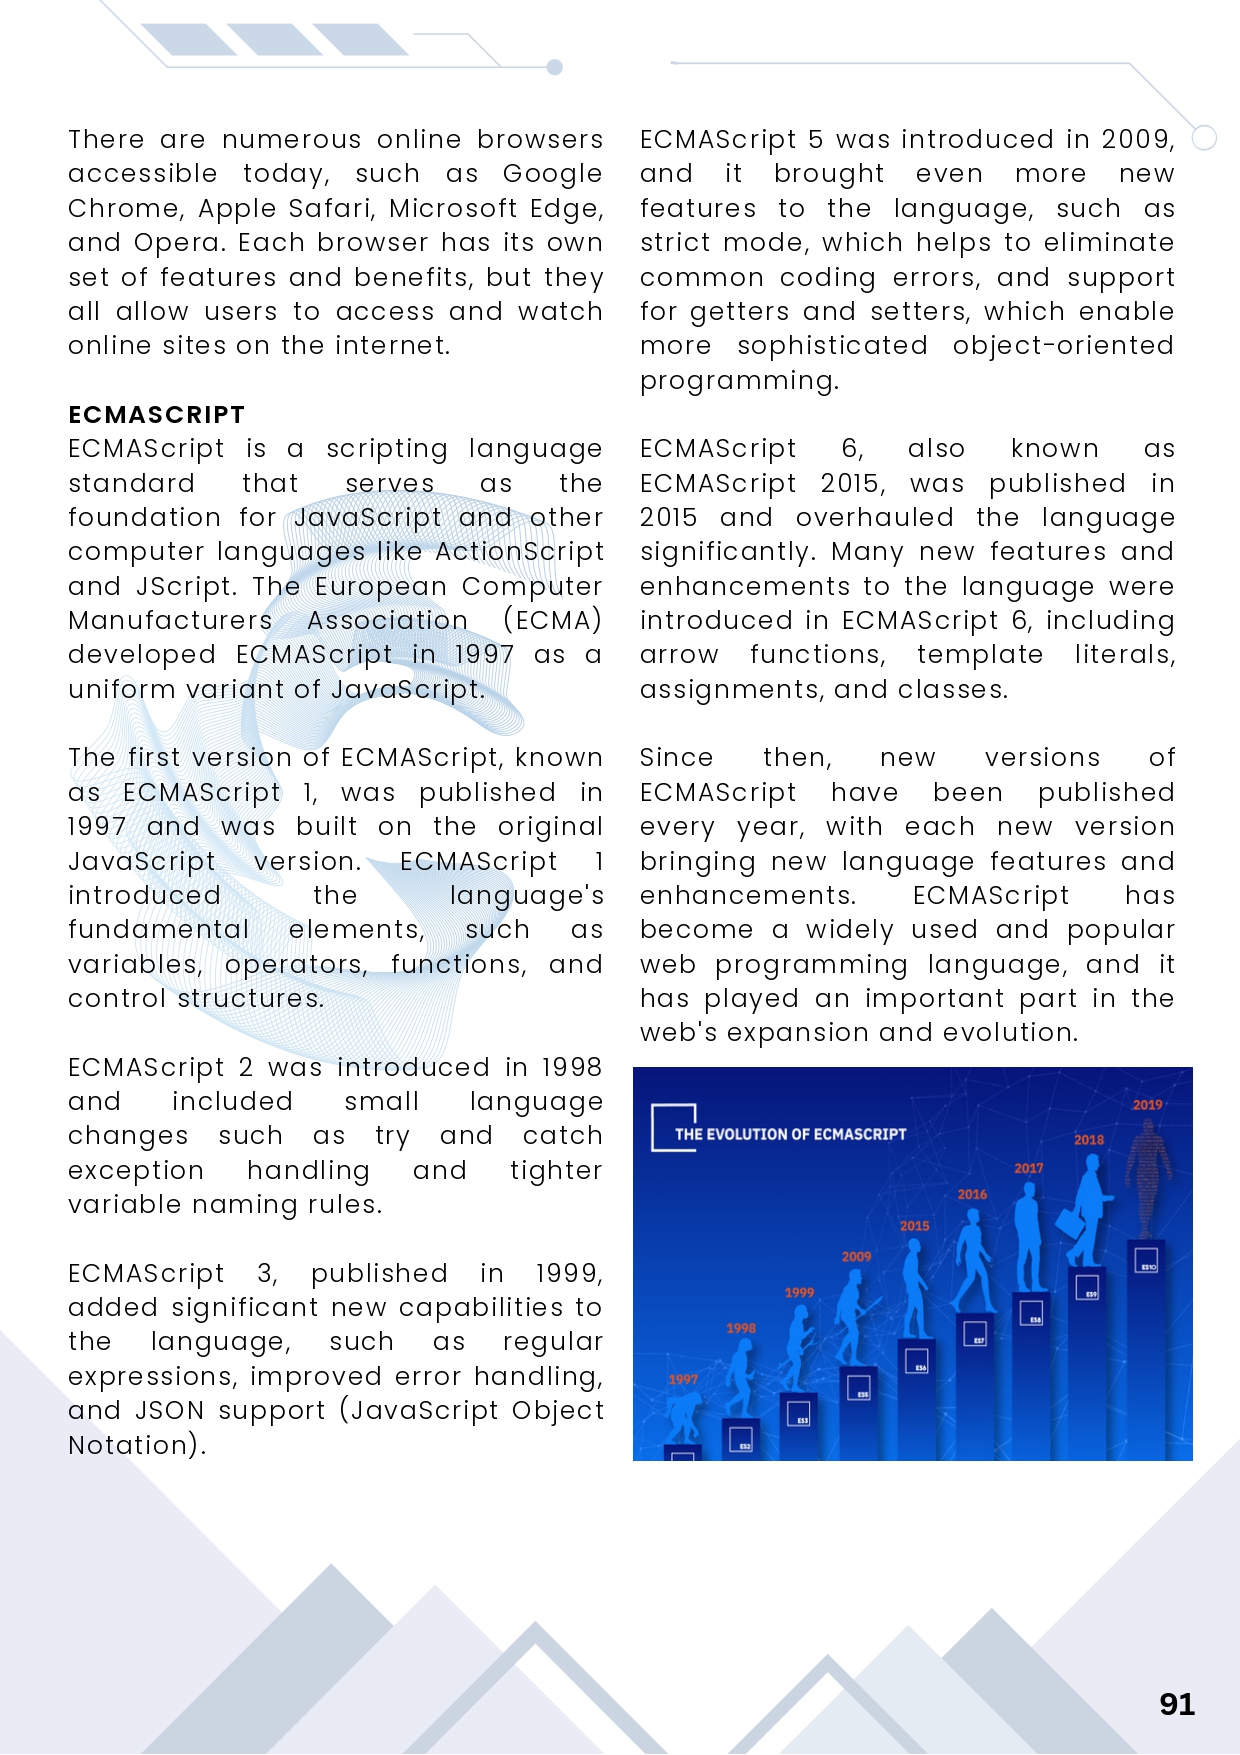 There are numerous online browsers
accessible today, such as Google
Chrome, Apple Safari, Microsoft Edge,
and Opera. Each browser has its own
set of features and benefits, but they
all allow users to access and watch
online sites on the internet.
ECMASCRIPT
ECMAScript is a scripting language
standard that serves as the
foundation for JavaScript and other
computer languages like ActionScript
and JScript. The European Computer
Manufacturers Association (ECMA)
developed ECMAScript in 1997 as a
uniform variant of JavaScript.
The first version of ECMAScript, known
as ECMAScript 1, was published in
1997 and was built on the original
JavaScript version. ECMAScript 1
introduced the language's
fundamental elements, such as
variables, operators, functions, and
control structures.
ECMAScript 2 was introduced in 1998
and included small language
changes such as try and catch
exception handling and tighter
variable naming rules.
ECMAScript 3, published in 1999,
added significant new capabilities to
the language, such as regular
expressions, improved error handling,
and JSON support (JavaScript Object
Notation).
ECMAScript 5 was introduced in 2009,
and it brought even more new
features to the language, such as
strict mode, which helps to eliminate
common coding errors, and support
for getters and setters, which enable
more sophisticated object-oriented
programming.
ECMAScript 6, also known as
ECMAScript 2015, was published in
2015 and overhauled the language
significantly. Many new features and
enhancements to the language were
introduced in ECMAScript 6, including
arrow functions, template literals,
assignments, and classes.
Since then, new versions of
ECMAScript have been published
every year, with each new version
bringing new language features and
enhancements. ECMAScript has
become a widely used and popular
web programming language, and it
has played an important part in the
web's expansion and evolution.
THE EVOLUTION OF ECMASCRIPT
1997
1998
1999
2009
2015
2016
2017
2018
2019
ES2
ES3
ES5
ES6
ES7
ES8
ES9
ES10
91